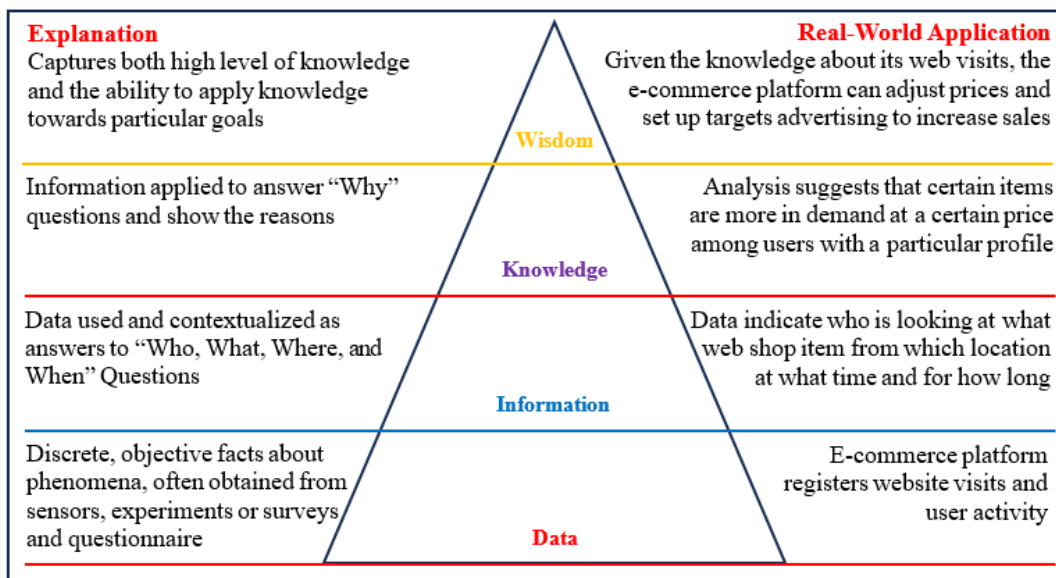 Explanation
Captures both high level of knowledge
and the ability to apply knowledge
towards particular goals
Real-World Application
Given the knowledge about its web visits, the
e-commerce platform can adjust prices and
set up targets advertising to increase sales
Wisdom
Information applied to answer “Why”
questions and show the reasons
Analysis suggests that certain items
are more in demand at a certain price
among users with a particular profile
Knowledge
Data used and contextualized as
answers to “Who, What, Where, and
When” Questions
Data indicate who is looking at what
web shop item from which location
at what time and for how long
Information
Discrete, objective facts about
phenomena, often obtained from
sensors, experiments or surveys
and questionnaire
E-commerce platform
registers website visits and
user activity
Data